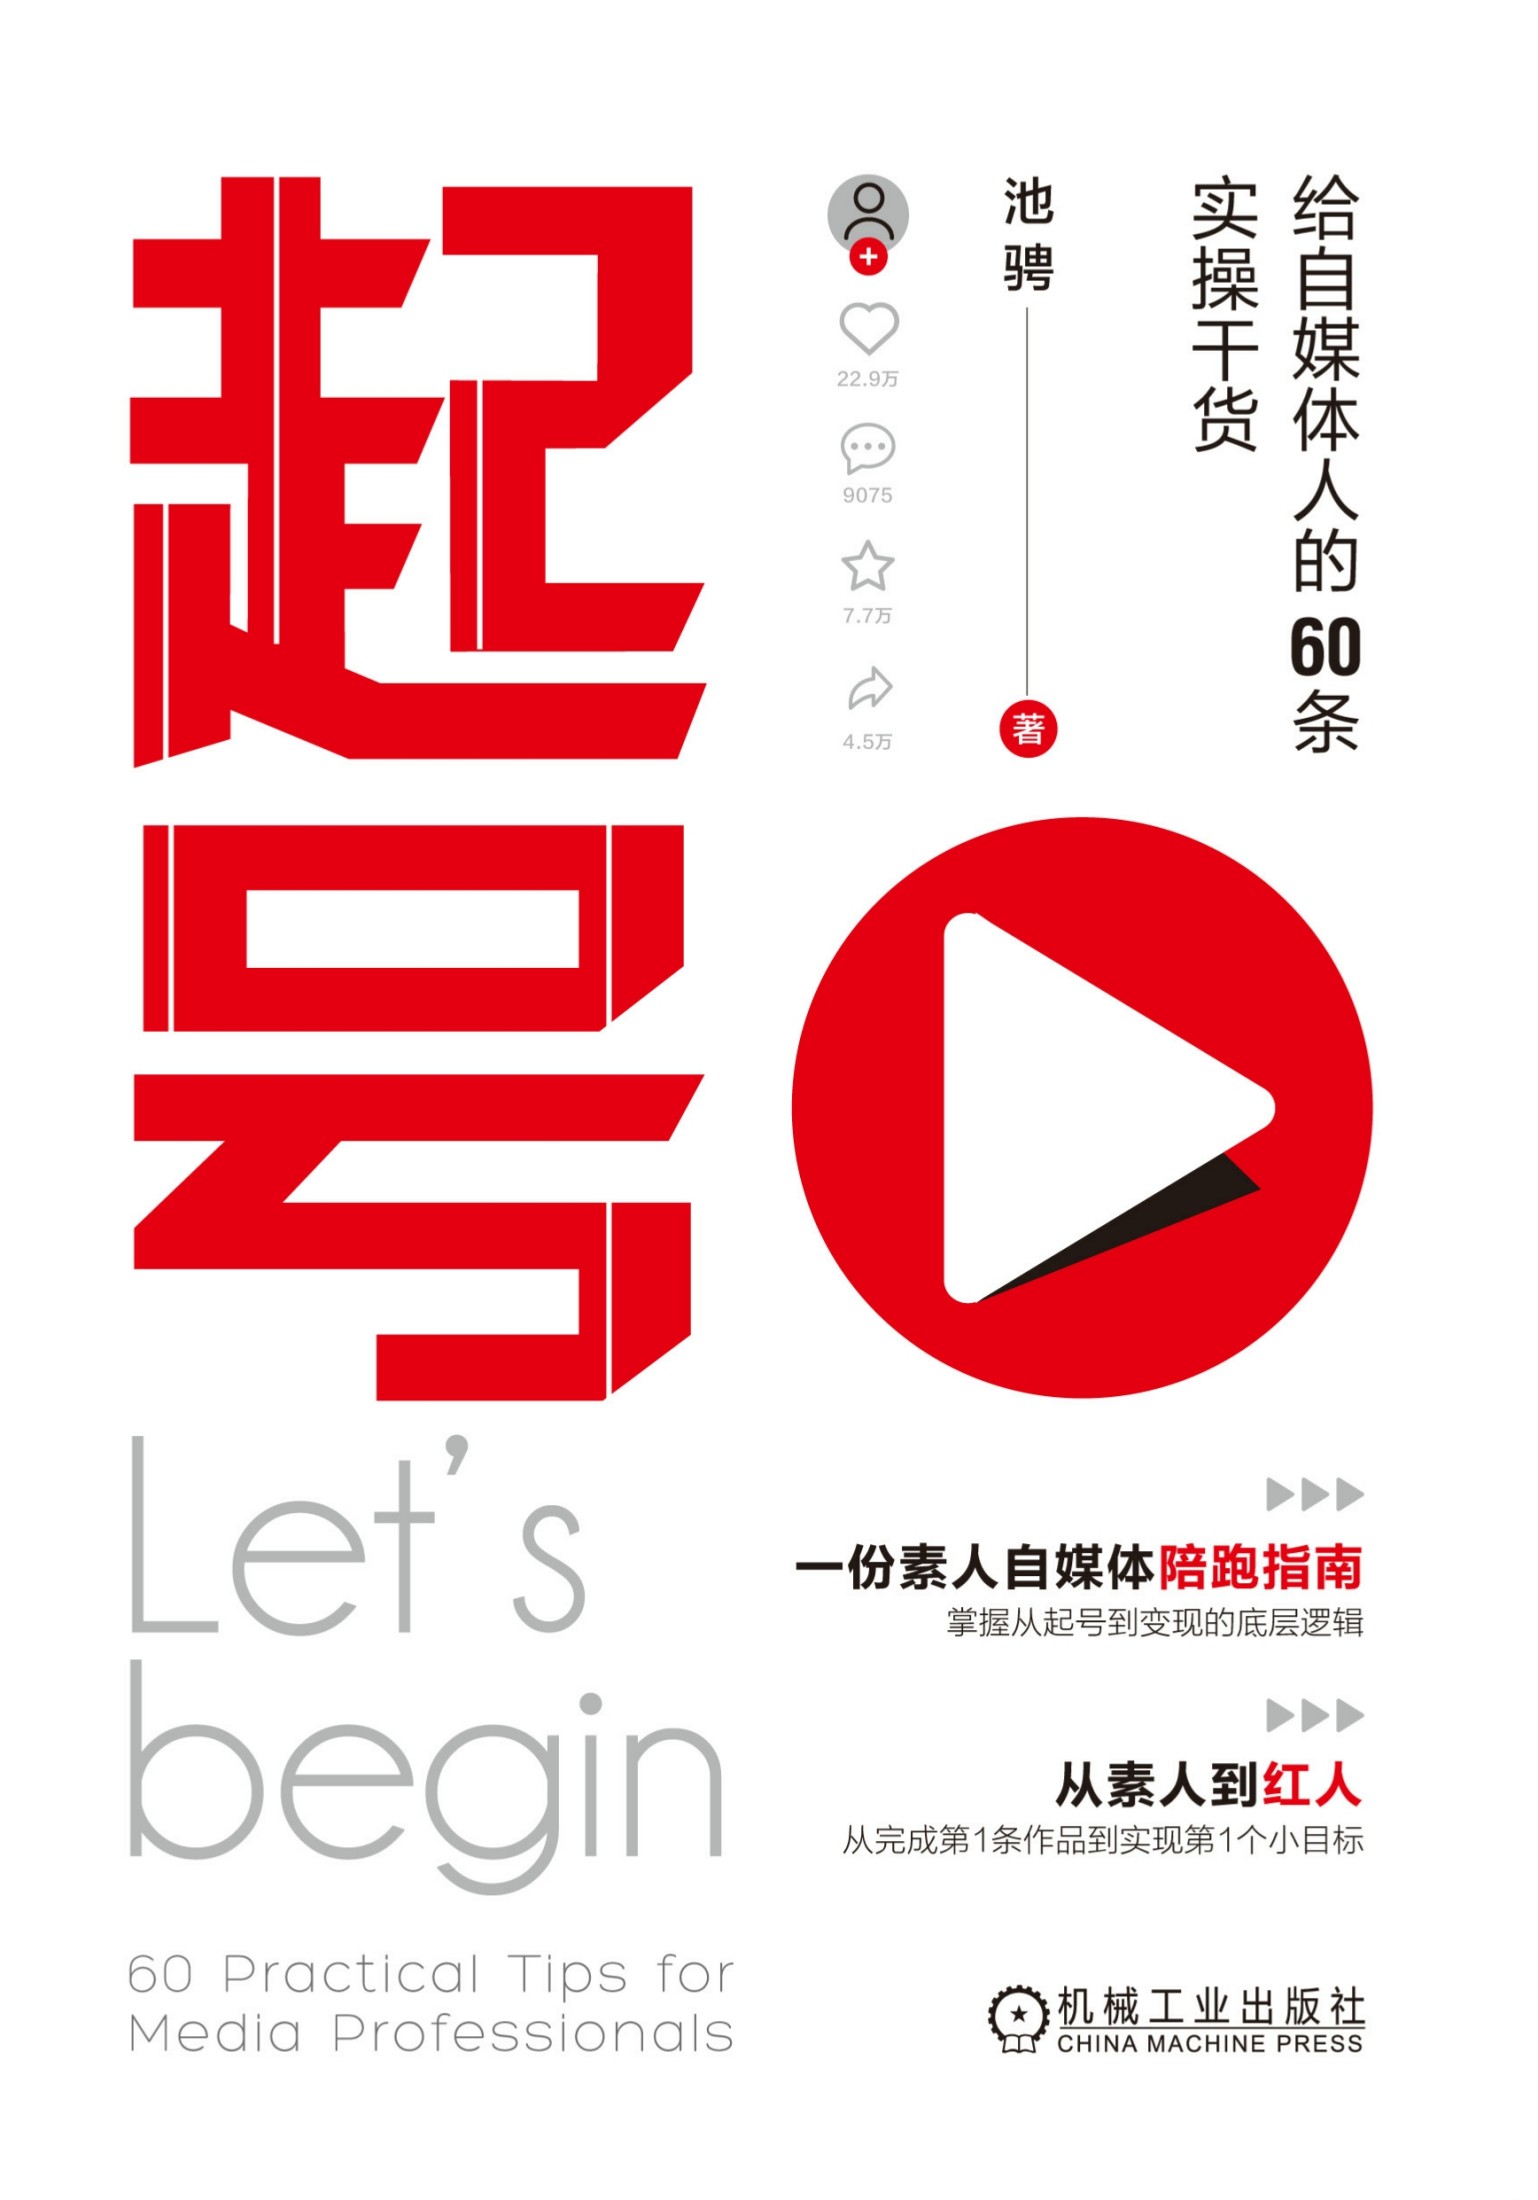 起号
给自媒体人的60条
实操干货
池骋
著
22.9万
9075
7.7万
4.5万
Let's
begin
60 Practical Tips for
Media Professionals
一份素人自媒体陪跑指南
掌握从起号到变现的底层逻辑
从素人到红人
从完成第1条作品到实现第1个小目标
机械工业出版社
CHINA MACHINE PRESS